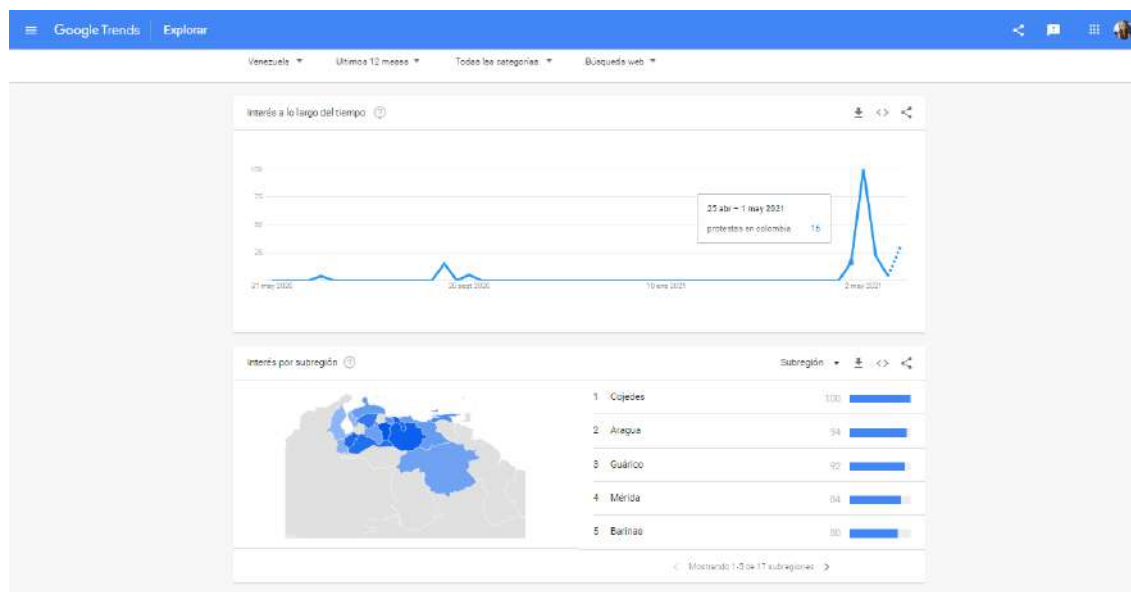 Google Trends Explorar
Venezuela Últimos 12 meses Todas las categorías Búsqueda web
Interés a lo largo del tiempo
100
75
50
25
25 abr – 1 may 2021
protestas en colombia 16
21 may 2020 20 sept 2020 10 ene 2021 2 may 2021
Interés por subregión Subregión
1 Cojedes 100
2 Aragua 94
3 Guárico 92
4 Mérida 84
5 Barinas 80
Mostrando 1-5 de 17 subregiones